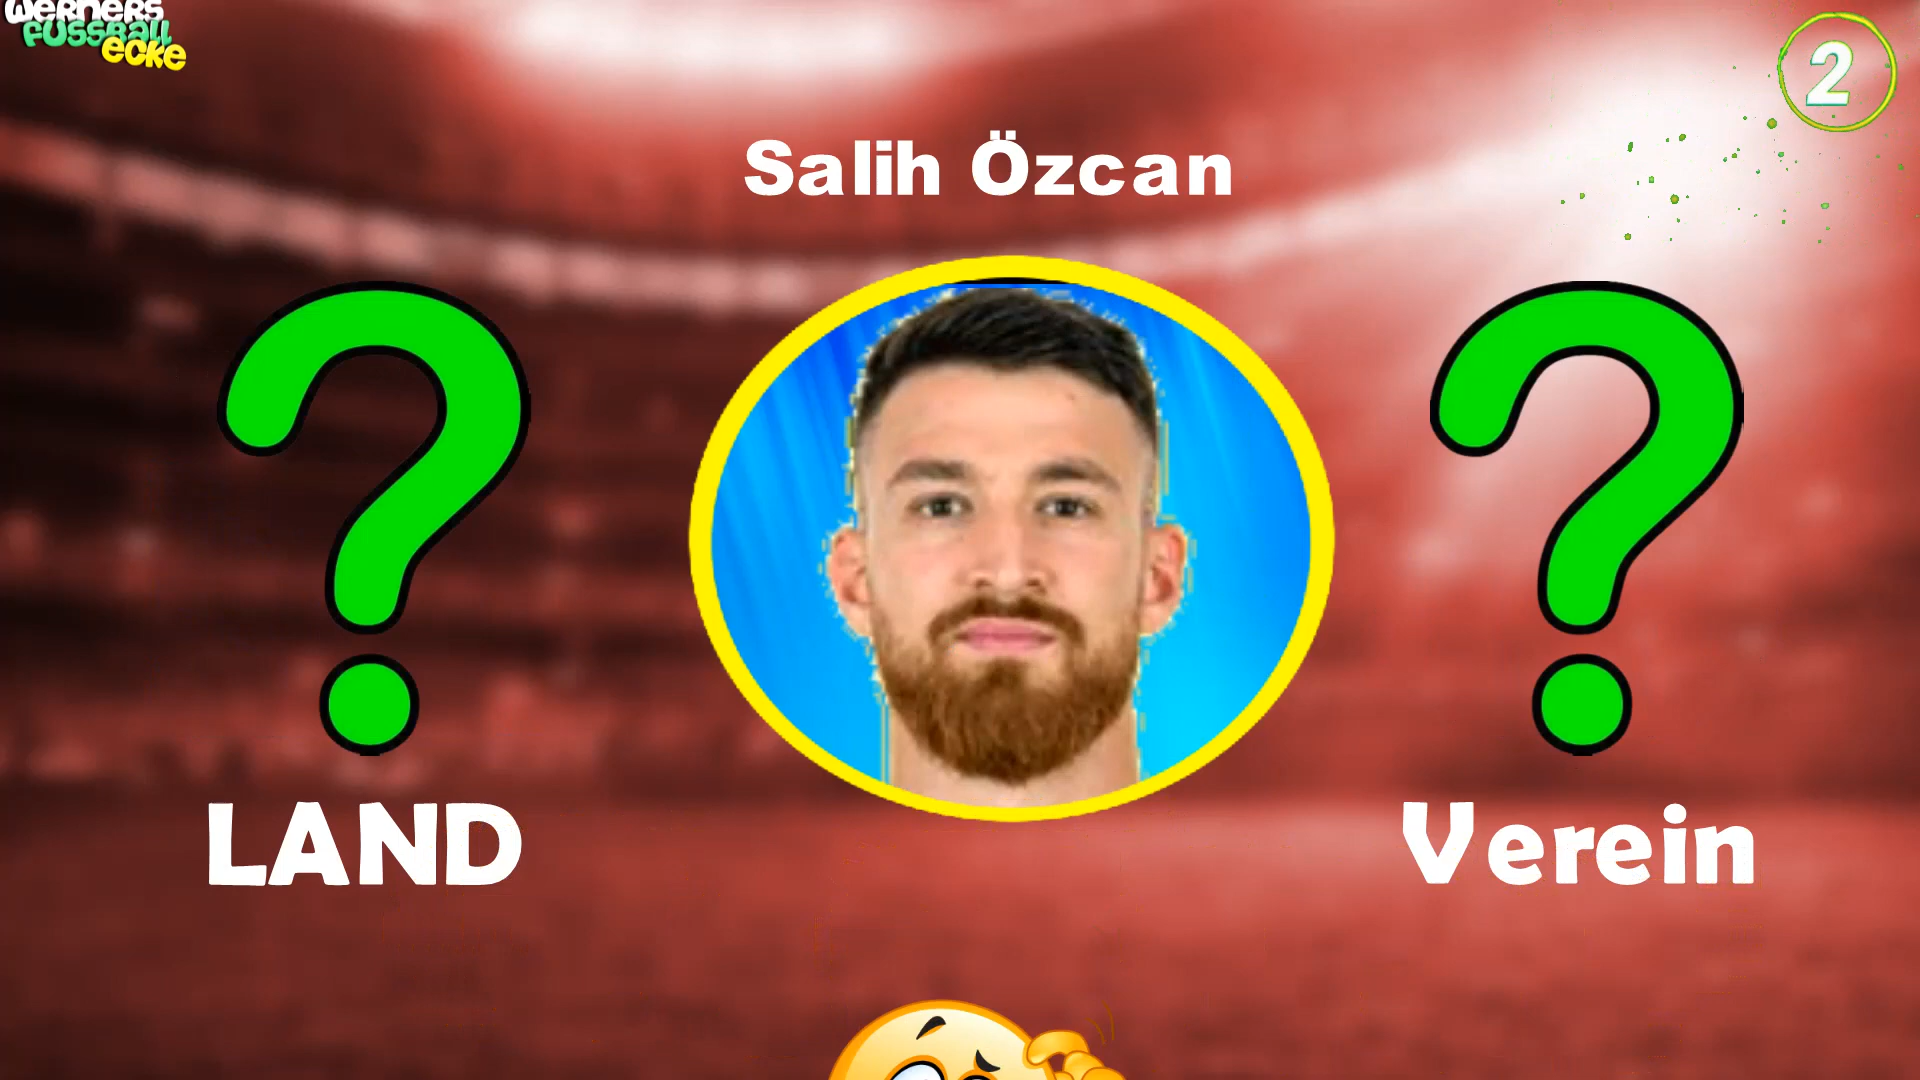 WERNERS
FUSSBALL
ECKE
2
Salih Özcan
? ?
LAND
Verein